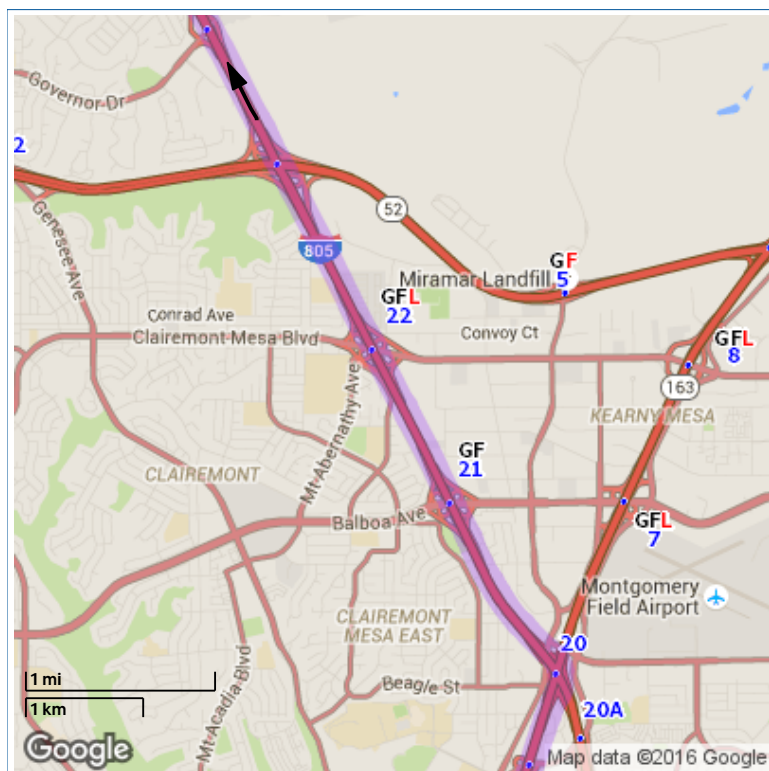 Governor Dr
2
52
Genesee Ave
805
GF
5
Miramar Landfill
GFL
22
Conrad Ave
Clairemont Mesa Blvd
Convoy Ct
GFL
8
163
KEARNY MESA
Mt Abernathy Ave
GF
21
CLAIREMONT
Balboa Ave
GFL
7
Montgomery
Field Airport
CLAIREMONT
MESA EAST
20
1 mi
1 km
Mt Acadia Blvd
Beagle St
20A
Google
Map data ©2016 Google